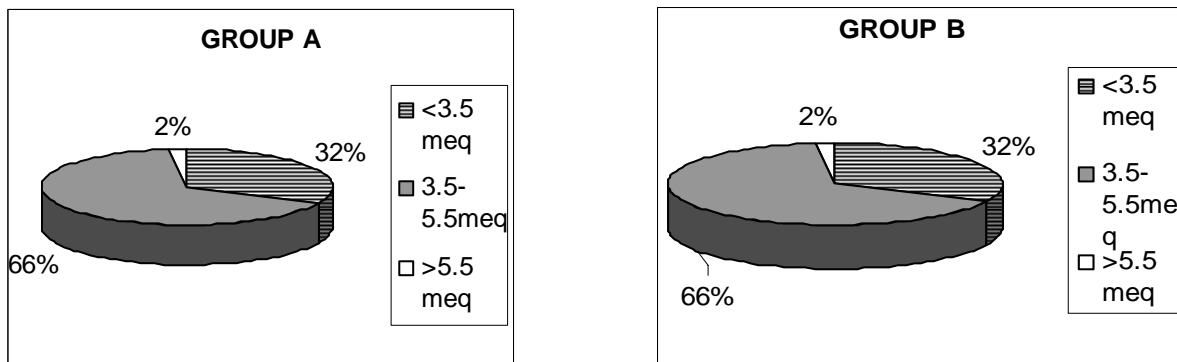 GROUP A
2%
32%
66%
<3.5
meq
3.5-
5.5meq
>5.5
meq
GROUP B
2%
32%
66%
<3.5
meq
3.5-
5.5me
q
>5.5
meq